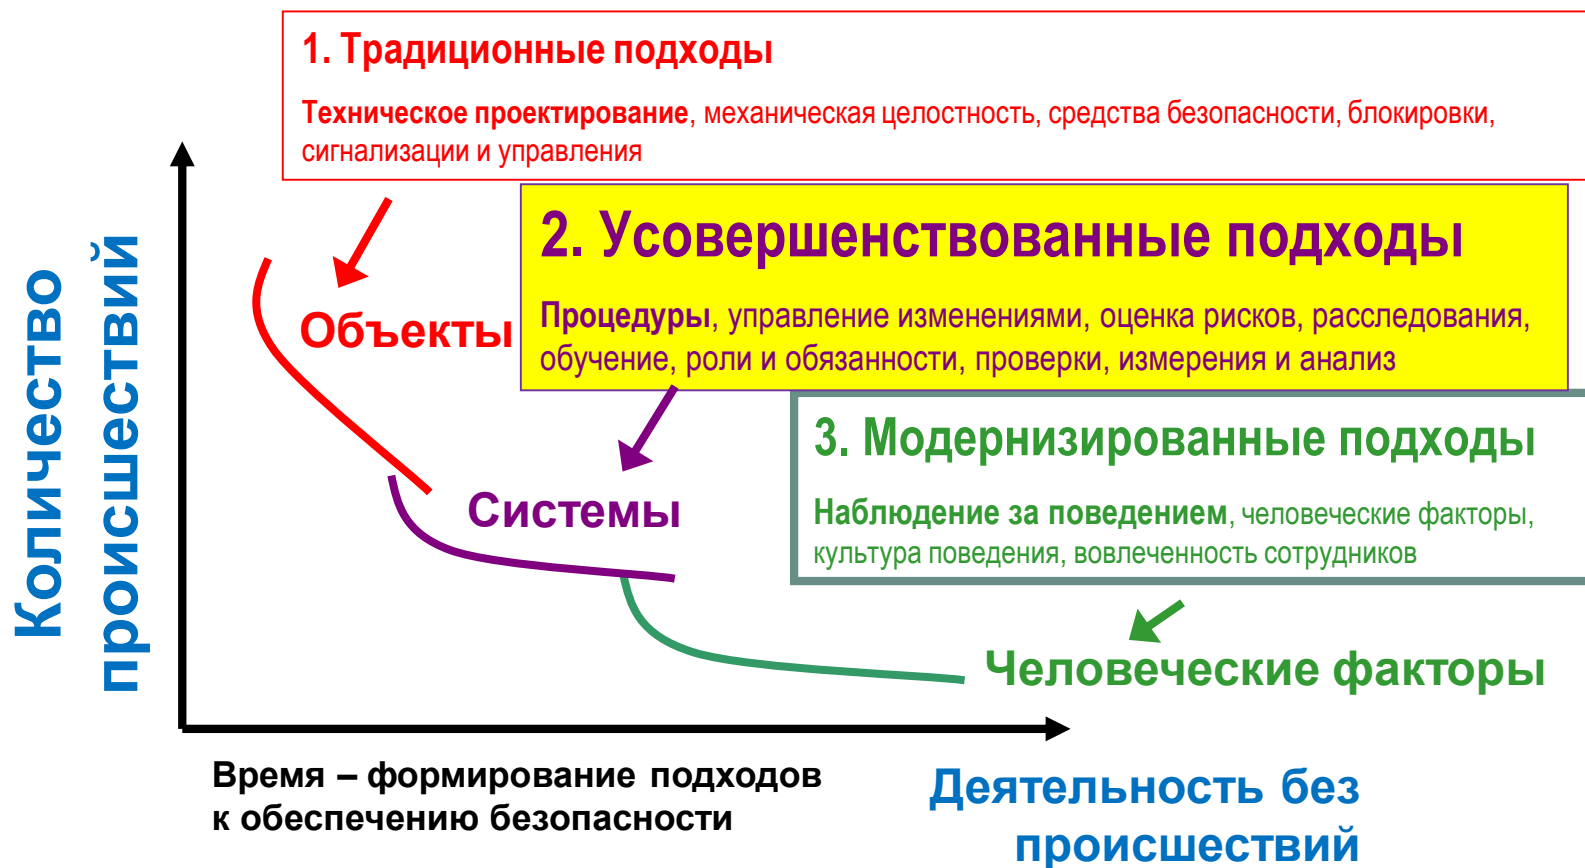 1. Традиционные подходы
Техническое проектирование, механическая целостность, средства безопасности, блокировки,
сигнализации и управления
2. Усовершенствованные подходы
Процедуры, управление изменениями, оценка рисков, расследования,
обучение, роли и обязанности, проверки, измерения и анализ
3. Модернизированные подходы
Наблюдение за поведением, человеческие факторы,
культура поведения, вовлеченность сотрудников
Количество
происшествий
Объекты
Системы
Человеческие факторы
Время – формирование подходов
к обеспечению безопасности
Деятельность без
происшествий